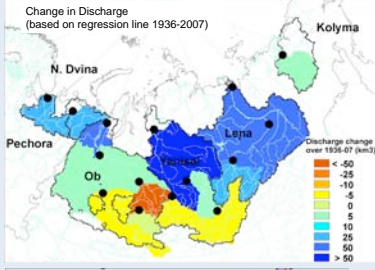 Change in Discharge
(based on regression line 1936-2007)
Kolyma
N. Dvina
Lena
Yenisei
Pechora
Ob
Discharge change
over 1936-07 (km3)
< -50
-25
-10
-5
0
5
10
25
50
> 50